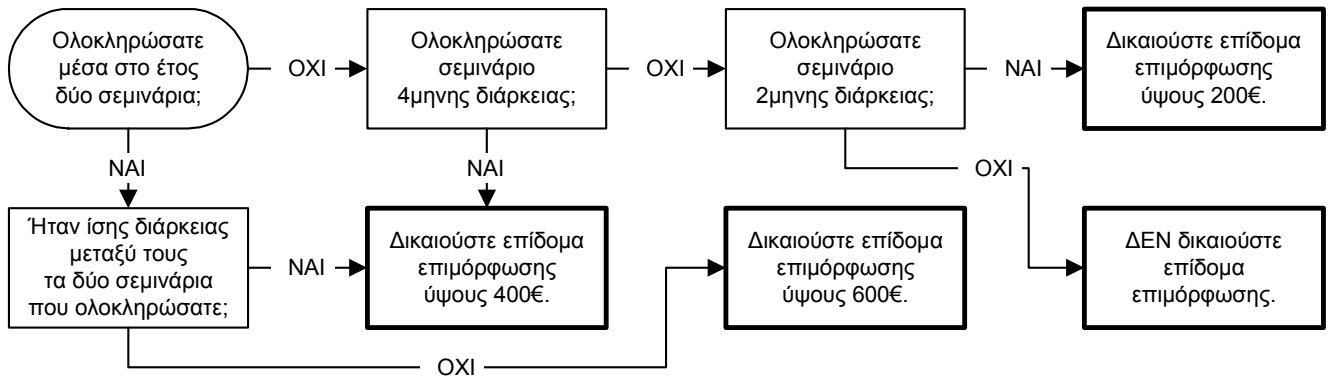 Ολοκληρώσατε
μέσα στο έτος
δύο σεμινάρια;
ΟΧΙ
Ολοκληρώσατε
σεμινάριο
4μηνης διάρκειας;
ΟΧΙ
Ολοκληρώσατε
σεμινάριο
2μηνης διάρκειας;
ΝΑΙ
Δικαιούστε επίδομα
επιμόρφωσης
ύψους 200€.
ΝΑΙ
ΝΑΙ
ΟΧΙ
Ήταν ίσης διάρκειας
μεταξύ τους
τα δύο σεμινάρια
που ολοκληρώσατε;
ΝΑΙ
Δικαιούστε επίδομα
επιμόρφωσης
ύψους 400€.
Δικαιούστε επίδομα
επιμόρφωσης
ύψους 600€.
ΔΕΝ δικαιούστε
επίδομα
επιμόρφωσης.
ΟΧΙ